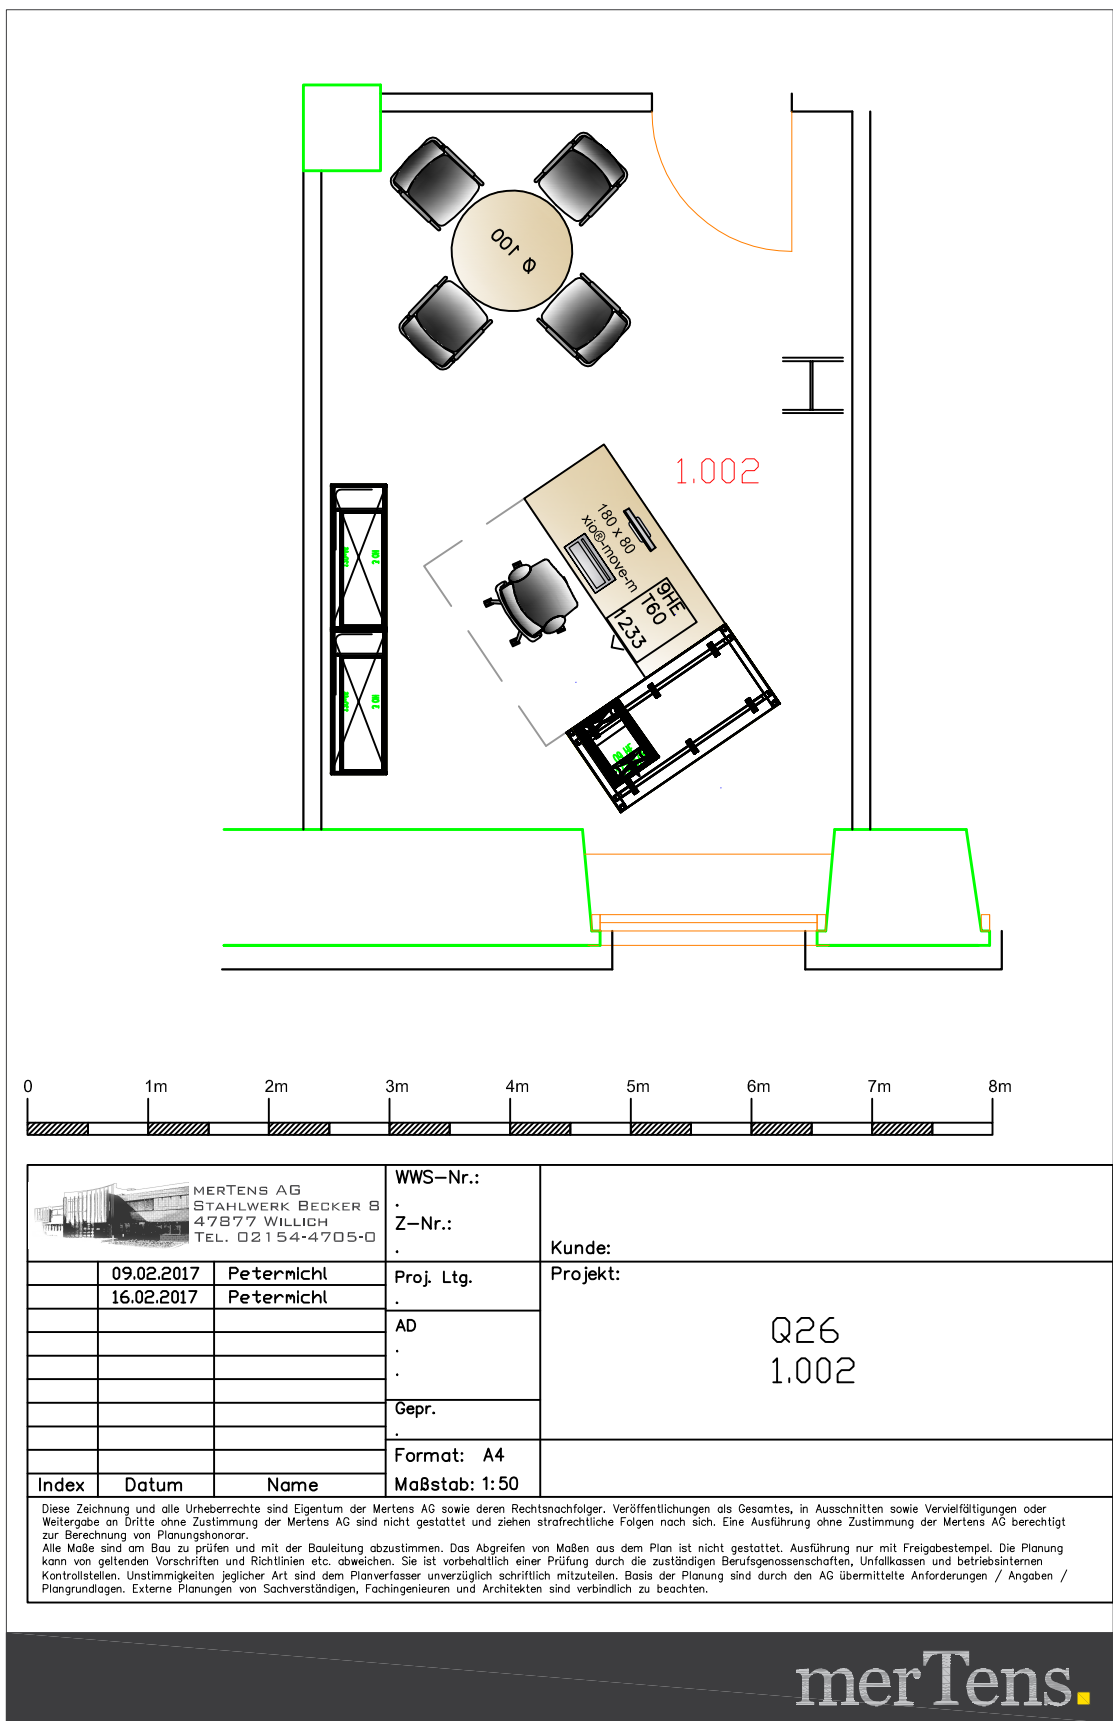 Ø 100
1.002
180 x 80
xio®-move-m
9HE
T60
1233
0
1m
2m
3m
4m
5m
6m
7m
8m
merTens AG
Stahlwerk Becker 8
47877 Willich
Tel. 02154-4705-0
WWS-Nr.:
.
Z-Nr.:
.
Kunde:
09.02.2017 Petermichl
16.02.2017 Petermichl
Index Datum Name
Proj. Ltg.
.
AD
.
.
Gepr.
.
Format: A4
Maßstab: 1:50
Projekt:
Q26
1.002
Diese Zeichnung und alle Urheberrechte sind Eigentum der Mertens AG sowie deren Rechtsnachfolger. Veröffentlichungen als Gesamtes, in Ausschnitten sowie Vervielfältigungen oder
Weitergabe an Dritte ohne Zustimmung der Mertens AG sind nicht gestattet und ziehen strafrechtliche Folgen nach sich. Eine Ausführung ohne Zustimmung der Mertens AG berechtigt
zur Berechnung von Planungshonorar.
Alle Maße sind am Bau zu prüfen und mit der Bauleitung abzustimmen. Das Abgreifen von Maßen aus dem Plan ist nicht gestattet. Ausführung nur mit Freigabestempel. Die Planung
kann von geltenden Vorschriften und Richtlinien etc. abweichen. Sie ist vorbehaltlich einer Prüfung durch die zuständigen Berufsgenossenschaften, Unfallkassen und betriebsinternen
Kontrollstellen. Unstimmigkeiten jeglicher Art sind dem Planverfasser unverzüglich schriftlich mitzuteilen. Basis der Planung sind durch den AG übermittelte Anforderungen / Angaben /
Plangrundlagen. Externe Planungen von Sachverständigen, Fachingenieuren und Architekten sind verbindlich zu beachten.
merTens.